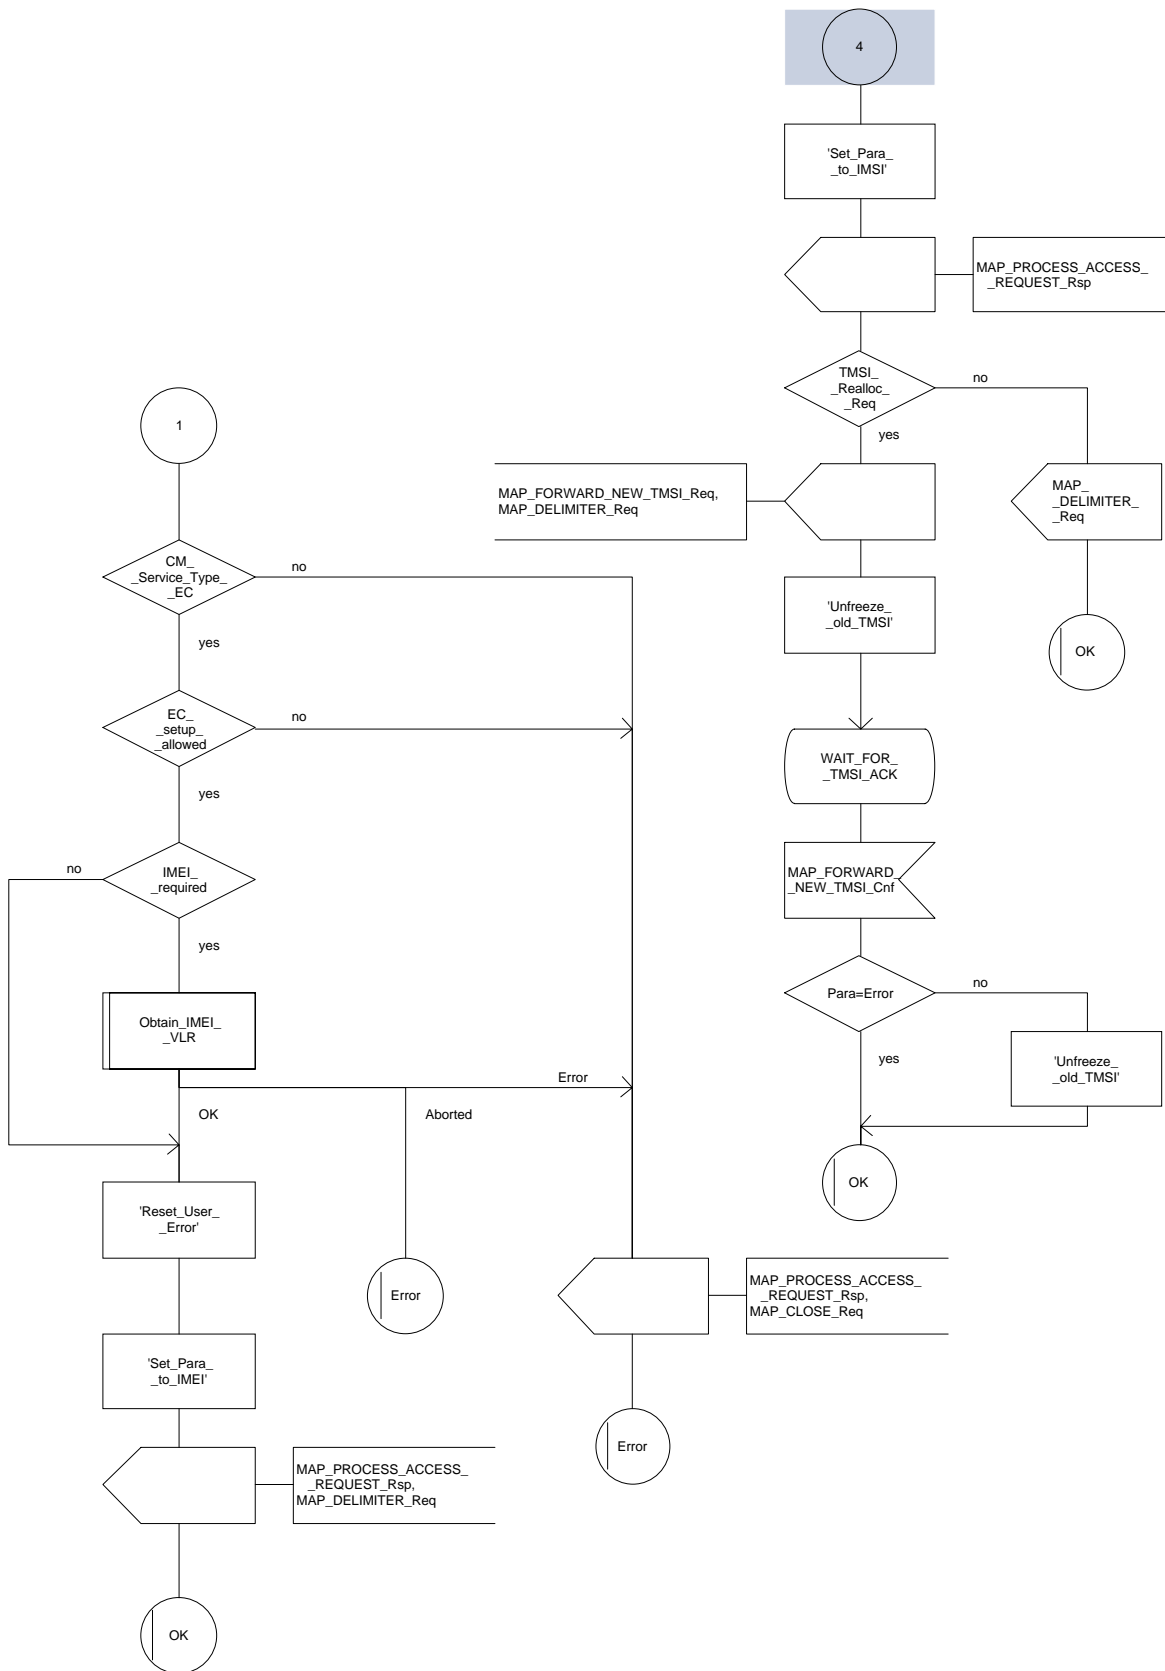 4
'Set_Para_
_to_IMSI'
MAP_PROCESS_ACCESS_
_REQUEST_Rsp
TMSI_
_Realloc_
_Req
no
yes
MAP_FORWARD_NEW_TMSI_Req,
MAP_DELIMITER_Req
MAP_
_DELIMITER_
_Req
'Unfreeze_
_old_TMSI'
OK
WAIT_FOR_
_TMSI_ACK
MAP_FORWARD_
_NEW_TMSI_Cnf
Para=Error
no
yes
'Unfreeze_
_old_TMSI'
OK
1
CM_
_Service_Type_
_EC
no
yes
EC_
_setup_
_allowed
no
yes
IMEI_
_required
no
yes
Obtain_IMEI_
_VLR
Error
OK
Aborted
'Reset_User_
_Error'
Error
MAP_PROCESS_ACCESS_
_REQUEST_Rsp,
MAP_CLOSE_Req
'Set_Para_
_to_IMEI'
Error
MAP_PROCESS_ACCESS_
_REQUEST_Rsp,
MAP_DELIMITER_Req
OK